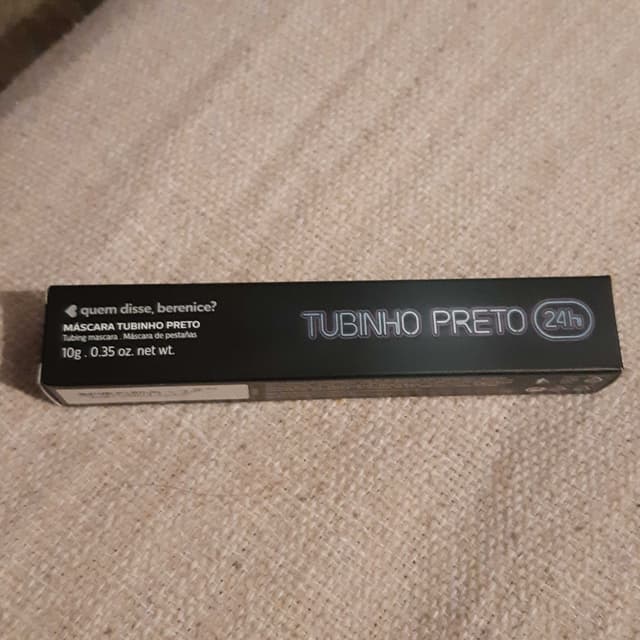 quem disse, berenice?
MÁSCARA TUBINHO PRETO
Tubing mascara . Máscara de pestañas
10g . 0.35 oz. net wt.
TUBINHO PRETO 24h